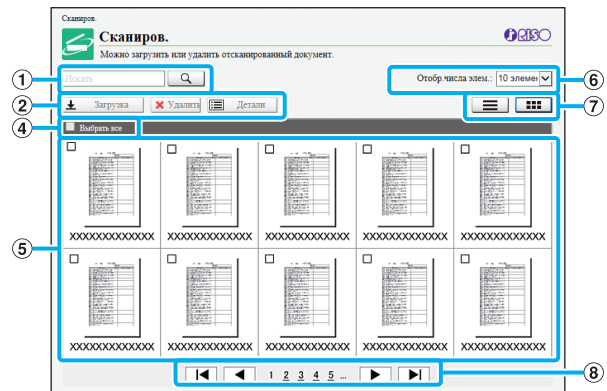 Сканиров.
Сканиров.
RISO
Можно загрузить или удалить отсканированный документ.
1
Искать
Отобр.числа элем.: 10 элемен
6
2
Загрузка
Удалить
Детали
7
4
Выбрать все
5
XXXXXXXXXXXXX XXXXXXXXXXXXX XXXXXXXXXXXXX XXXXXXXXXXXXX XXXXXXXXXXXXX
XXXXXXXXXXXXX XXXXXXXXXXXXX XXXXXXXXXXXXX XXXXXXXXXXXXX XXXXXXXXXXXXX
1 2 3 4 5 ...
8